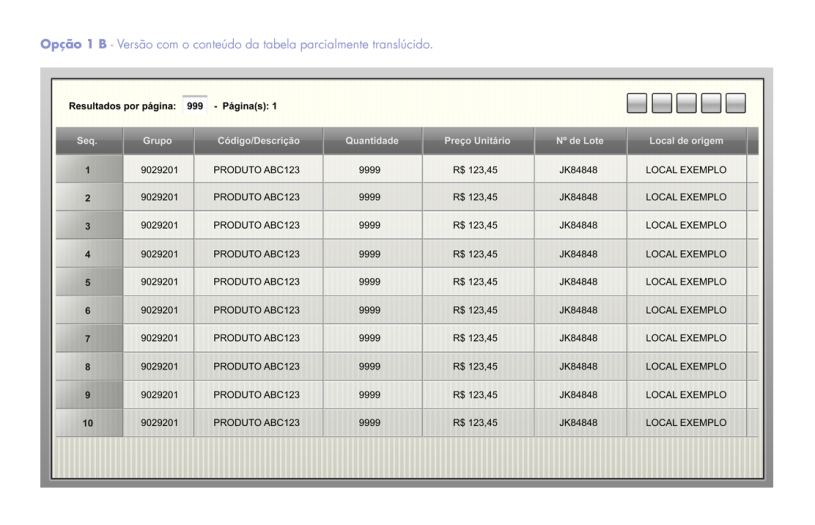 Opção 1 B - Versão com o conteúdo da tabela parcialmente translúcido.
Resultados por página: 999 - Página(s): 1
Seq. Grupo Código/Descrição Quantidade Preço Unitário Nº de Lote Local de origem
1 9029201 PRODUTO ABC123 9999 R$ 123,45 JK84848 LOCAL EXEMPLO
2 9029201 PRODUTO ABC123 9999 R$ 123,45 JK84848 LOCAL EXEMPLO
3 9029201 PRODUTO ABC123 9999 R$ 123,45 JK84848 LOCAL EXEMPLO
4 9029201 PRODUTO ABC123 9999 R$ 123,45 JK84848 LOCAL EXEMPLO
5 9029201 PRODUTO ABC123 9999 R$ 123,45 JK84848 LOCAL EXEMPLO
6 9029201 PRODUTO ABC123 9999 R$ 123,45 JK84848 LOCAL EXEMPLO
7 9029201 PRODUTO ABC123 9999 R$ 123,45 JK84848 LOCAL EXEMPLO
8 9029201 PRODUTO ABC123 9999 R$ 123,45 JK84848 LOCAL EXEMPLO
9 9029201 PRODUTO ABC123 9999 R$ 123,45 JK84848 LOCAL EXEMPLO
10 9029201 PRODUTO ABC123 9999 R$ 123,45 JK84848 LOCAL EXEMPLO